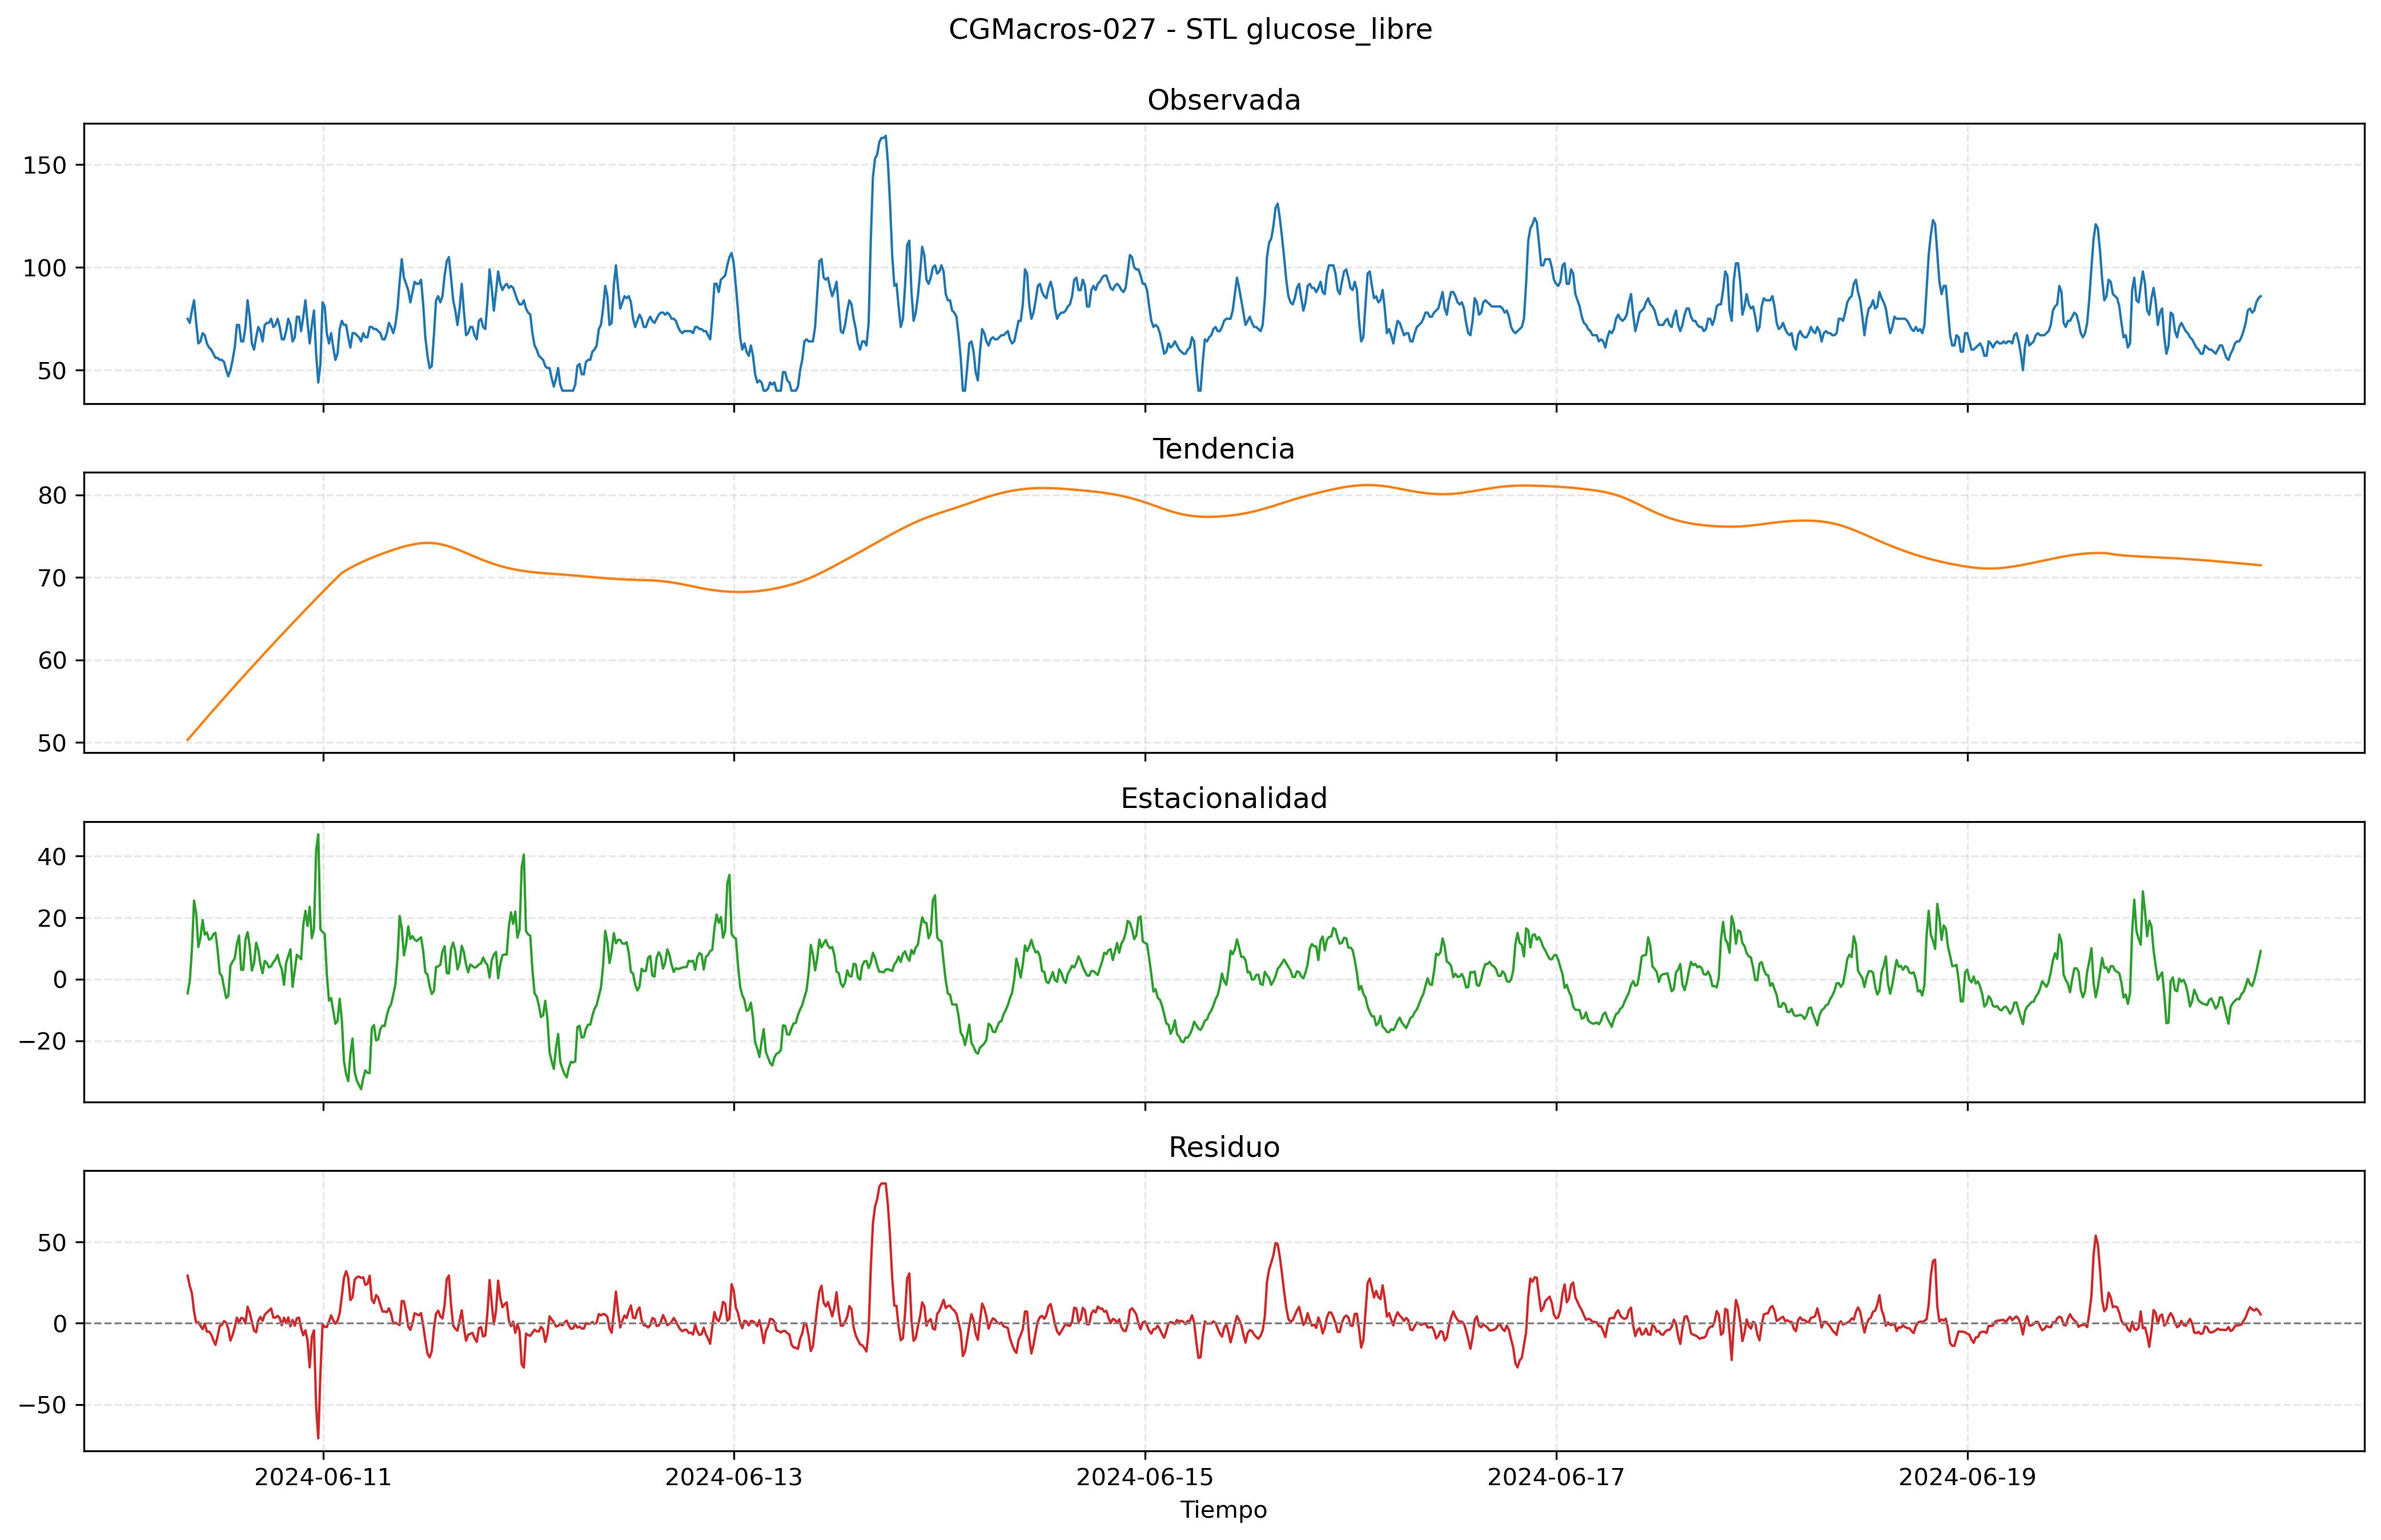 CGMacros-027 - STL glucose_libre
Observada
150
100
50
Tendencia
80
70
60
50
Estacionalidad
40
20
0
−20
Residuo
50
0
−50
2024-06-11 2024-06-13 2024-06-15 2024-06-17 2024-06-19
Tiempo